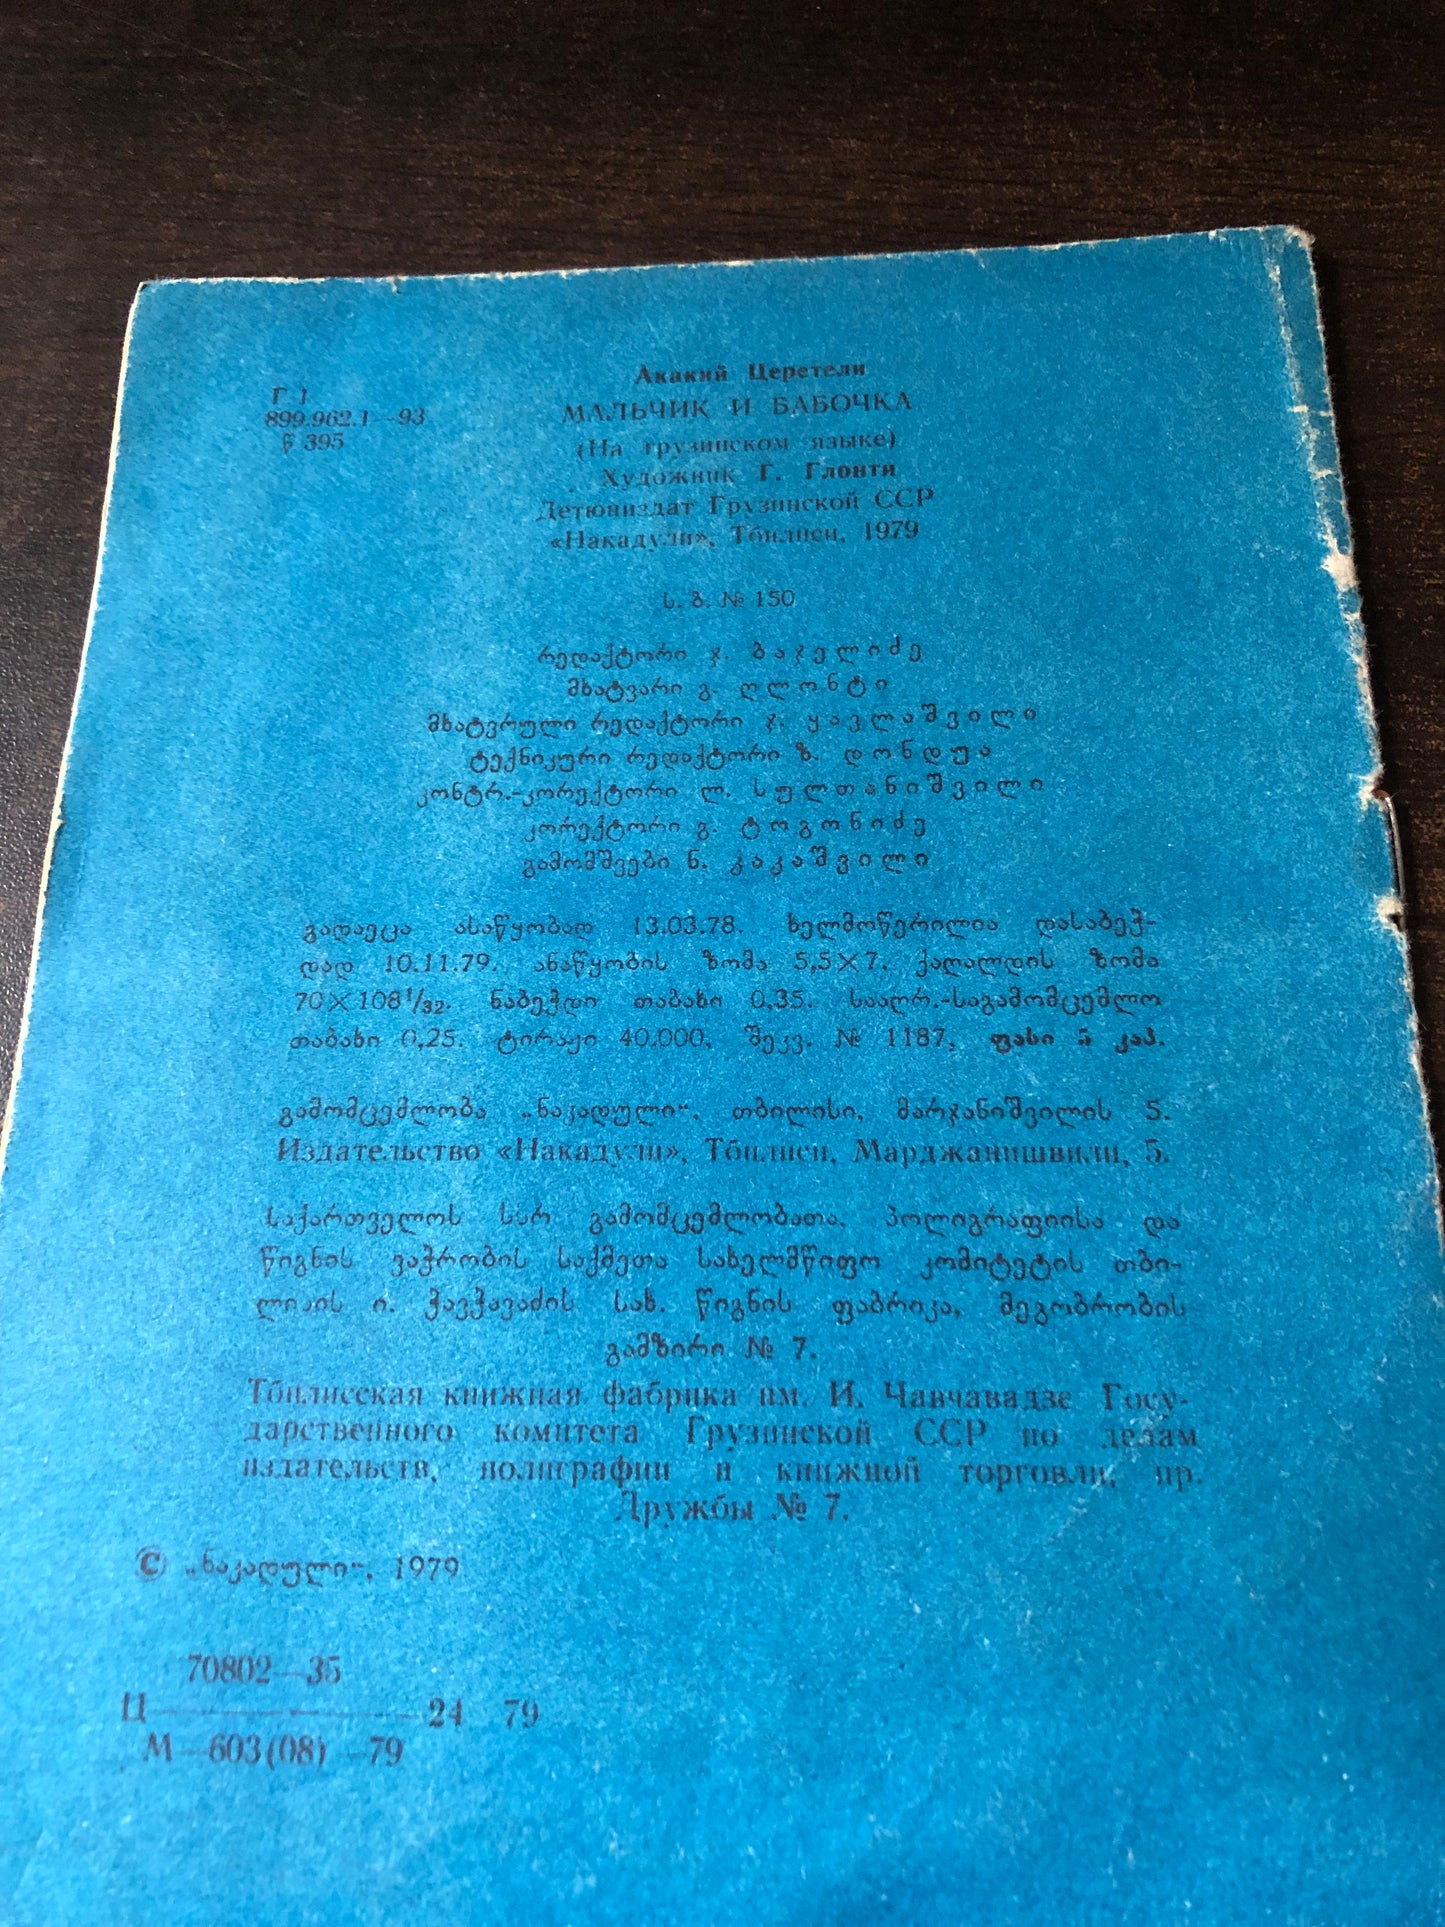 Г 1
899.962.1—93
წ 395
Акакий Церетели
МАЛЬЧИК И БАБОЧКА
(На грузинском языке)
Художник Г. Глонти
Детюниздат Грузинской ССР
«Накадули», Тбилиси, 1979
ს. ბ. № 150
რედაქტორი ჯ. ბაჯელიძე
მხატვარი გ. ღლონტი
მხატვრული რედაქტორი ჯ. ყავლაშვილი
ტექნიკური რედაქტორი ზ. დონდუა
კონტრ.-კორექტორი ლ. სულთანიშვილი
კორექტორი გ. ტოგონიძე
გამომშვები ნ. კაკაშვილი
გადაეცა ასაწყობად 13.03.78. ხელმოწერილია დასაბეჭ-
დად 10.11.79. ანაწყობის ზომა 5,5×7, ქაღალდის ზომა
70×108¹/₃₂. ნაბეჭდი თაბახი 0,35. სააღრ.-საგამომცემლო
თაბახი 0,25. ტირაჟი 40.000, შეკვ. № 1187, ფასი 5 კაპ.
გამომცემლობა „ნაკადული“, თბილისი, მარჯანიშვილის 5.
Издательство «Накадули», Тбилиси, Марджанишвили, 5.
საქართველოს სსრ გამომცემლობათა, პოლიგრაფიისა და
წიგნის ვაჭრობის საქმეთა სახელმწიფო კომიტეტის თბი-
ლისის ი. ჭავჭავაძის სახ. წიგნის ფაბრიკა, მეგობრობის
გამზირი № 7.
Тбилисская книжная фабрика им. И. Чавчавадзе Госу-
дарственного комитета Грузинской ССР по делам
издательств, полиграфии и книжной торговли, пр.
Дружбы № 7.
© „ნაკადული“, 1979
70802—35
Ц———24 79
М—603(08)—79